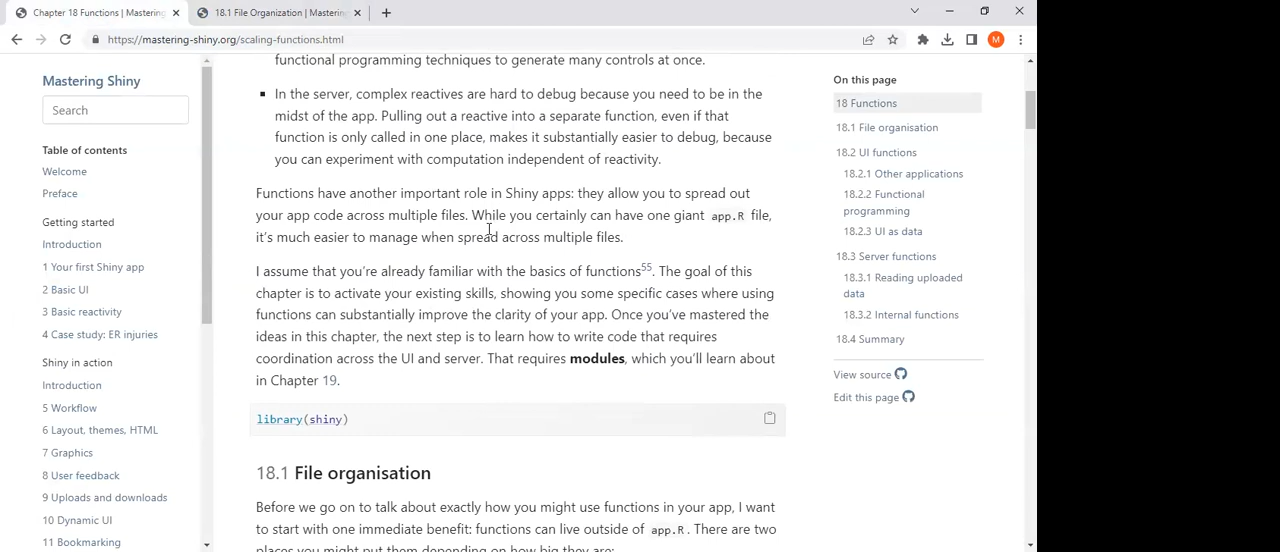 Chapter 18 Functions | Mastering
18.1 File Organization | Mastering
https://mastering-shiny.org/scaling-functions.html
M
Mastering Shiny
Search
Table of contents
Welcome
Preface
Getting started
Introduction
1 Your first Shiny app
2 Basic UI
3 Basic reactivity
4 Case study: ER injuries
Shiny in action
Introduction
5 Workflow
6 Layout, themes, HTML
7 Graphics
8 User feedback
9 Uploads and downloads
10 Dynamic UI
11 Bookmarking
functional programming techniques to generate many controls at once.
In the server, complex reactives are hard to debug because you need to be in the
midst of the app. Pulling out a reactive into a separate function, even if that
function is only called in one place, makes it substantially easier to debug, because
you can experiment with computation independent of reactivity.
Functions have another important role in Shiny apps: they allow you to spread out
your app code across multiple files. While you certainly can have one giant app.R file,
it's much easier to manage when spread across multiple files.
I assume that you're already familiar with the basics of functions55. The goal of this
chapter is to activate your existing skills, showing you some specific cases where using
functions can substantially improve the clarity of your app. Once you've mastered the
ideas in this chapter, the next step is to learn how to write code that requires
coordination across the UI and server. That requires modules, which you'll learn about
in Chapter 19.
library(shiny)
18.1 File organisation
Before we go on to talk about exactly how you might use functions in your app, I want
to start with one immediate benefit: functions can live outside of app.R. There are two
places you might put them depending on how big they are:
On this page
18 Functions
18.1 File organisation
18.2 UI functions
18.2.1 Other applications
18.2.2 Functional
programming
18.2.3 UI as data
18.3 Server functions
18.3.1 Reading uploaded
data
18.3.2 Internal functions
18.4 Summary
View source
Edit this page